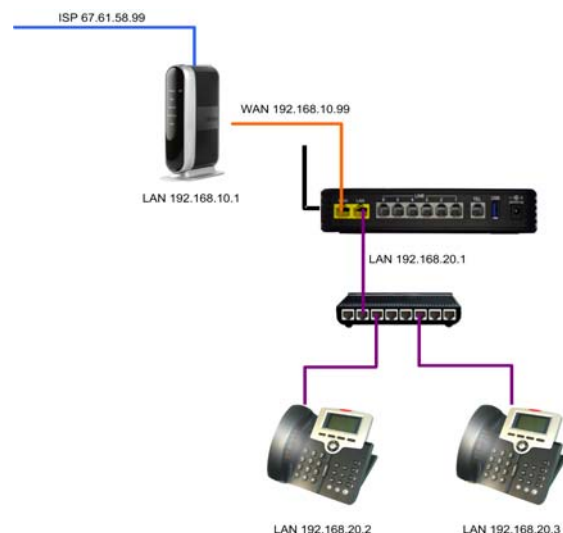 ISP 67.61.58.99
WAN 192.168.10.99
LAN 192.168.10.1
LAN 192.168.20.1
LAN 192.168.20.2
LAN 192.168.20.3